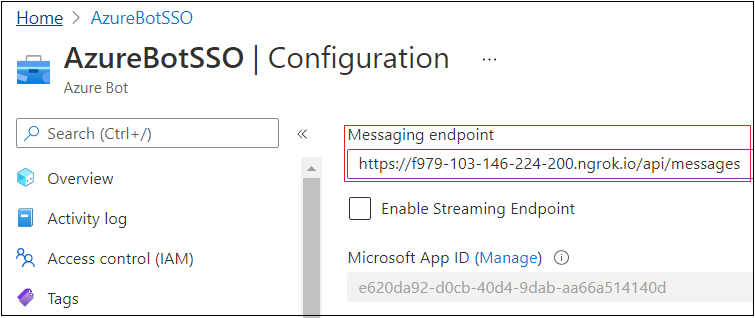 Home > AzureBotSSO
AzureBotSSO | Configuration ...
Azure Bot
Search (Ctrl+/)
«
Overview
Activity log
Access control (IAM)
Tags
Messaging endpoint
https://f979-103-146-224-200.ngrok.io/api/messages
Enable Streaming Endpoint
Microsoft App ID (Manage)
e620da92-d0cb-40d4-9dab-aa66a514140d